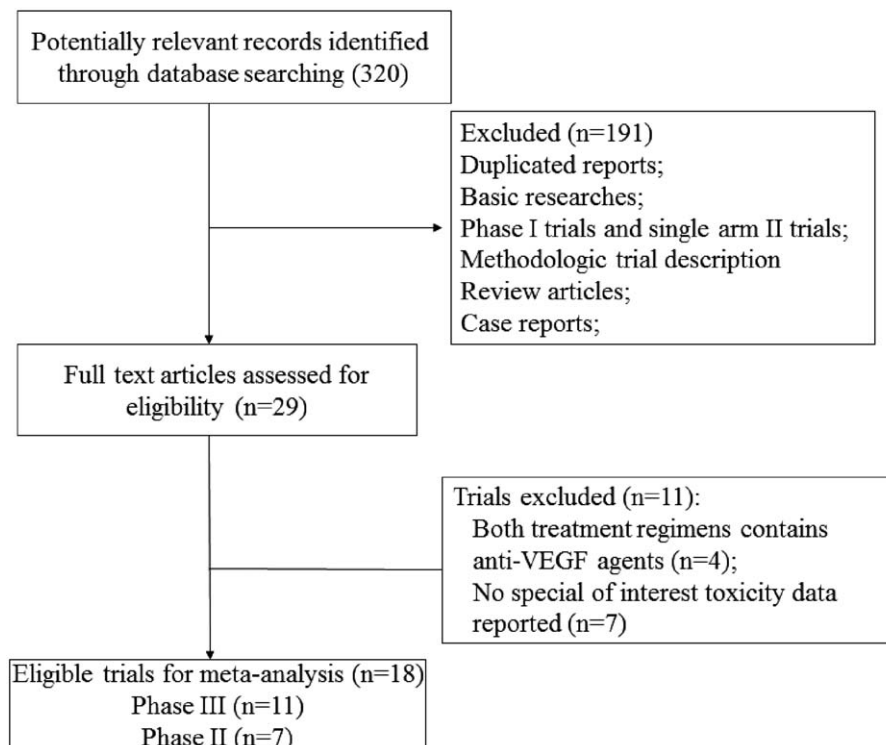 Potentially relevant records identified
through database searching (320)
Excluded (n=191)
Duplicated reports;
Basic researches;
Phase I trials and single arm II trials;
Methodologic trial description
Review articles;
Case reports;
Full text articles assessed for
eligibility (n=29)
Trials excluded (n=11):
Both treatment regimens contains
anti-VEGF agents (n=4);
No special of interest toxicity data
reported (n=7)
Eligible trials for meta-analysis (n=18)
Phase III (n=11)
Phase II (n=7)